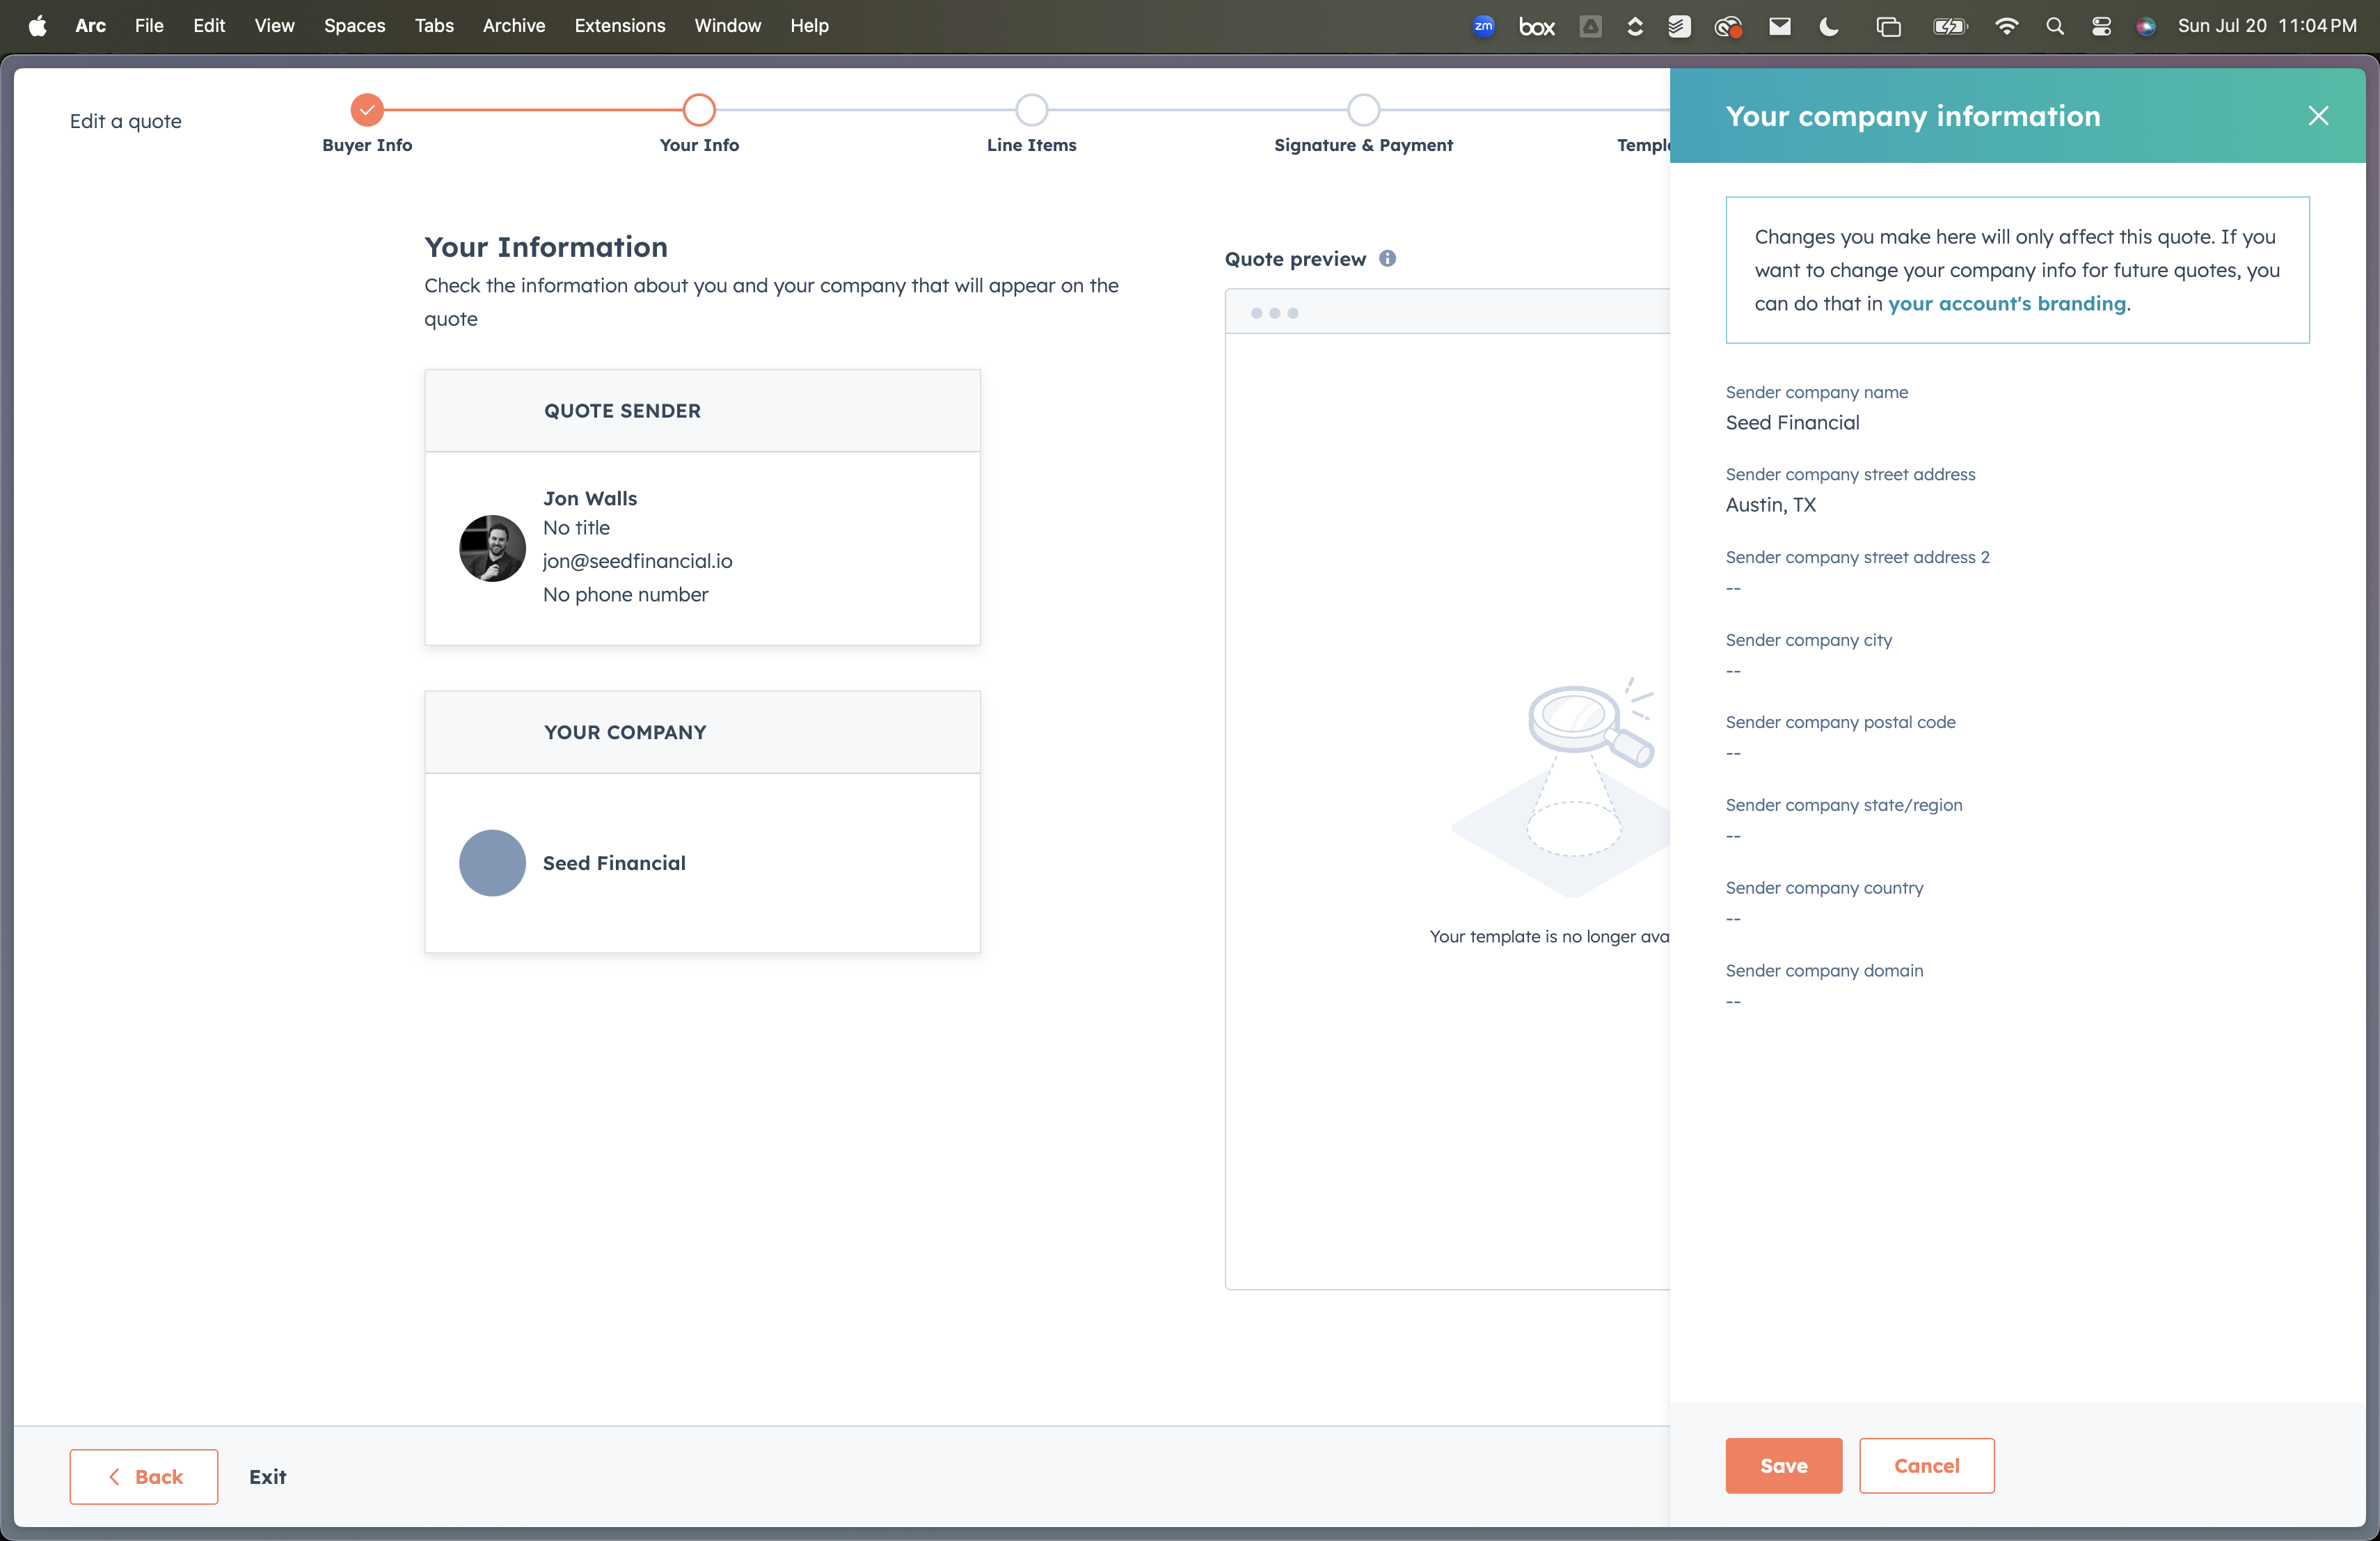 Arc File Edit View Spaces Tabs Archive Extensions Window Help zm box Sun Jul 20 11:04 PM
Edit a quote
Buyer Info
Your Info
Line Items
Signature & Payment
Your company information
Changes you make here will only affect this quote. If you
want to change your company info for future quotes, you
can do that in your account's branding.
Your Information
Check the information about you and your company that will appear on the
quote
QUOTE SENDER
Jon Walls
No title
jon@seedfinancial.io
No phone number
YOUR COMPANY
Seed Financial
Quote preview
Your template is no longer ava
Sender company name
Seed Financial
Sender company street address
Austin, TX
Sender company street address 2
--
Sender company city
--
Sender company postal code
--
Sender company state/region
--
Sender company country
--
Sender company domain
--
Back
Exit
Save
Cancel